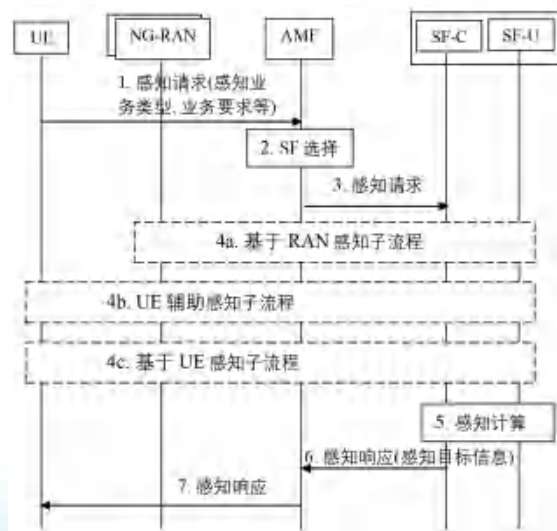 UE
NG-RAN
AMF
SF-C
SF-U
1. 感知请求(感知业
务类型、业务要求等)
2. SF 选择
3. 感知请求
4a. 基于 RAN 感知子流程
4b. UE 辅助感知子流程
4c. 基于 UE 感知子流程
5. 感知计算
6. 感知响应(感知目标信息)
7. 感知响应